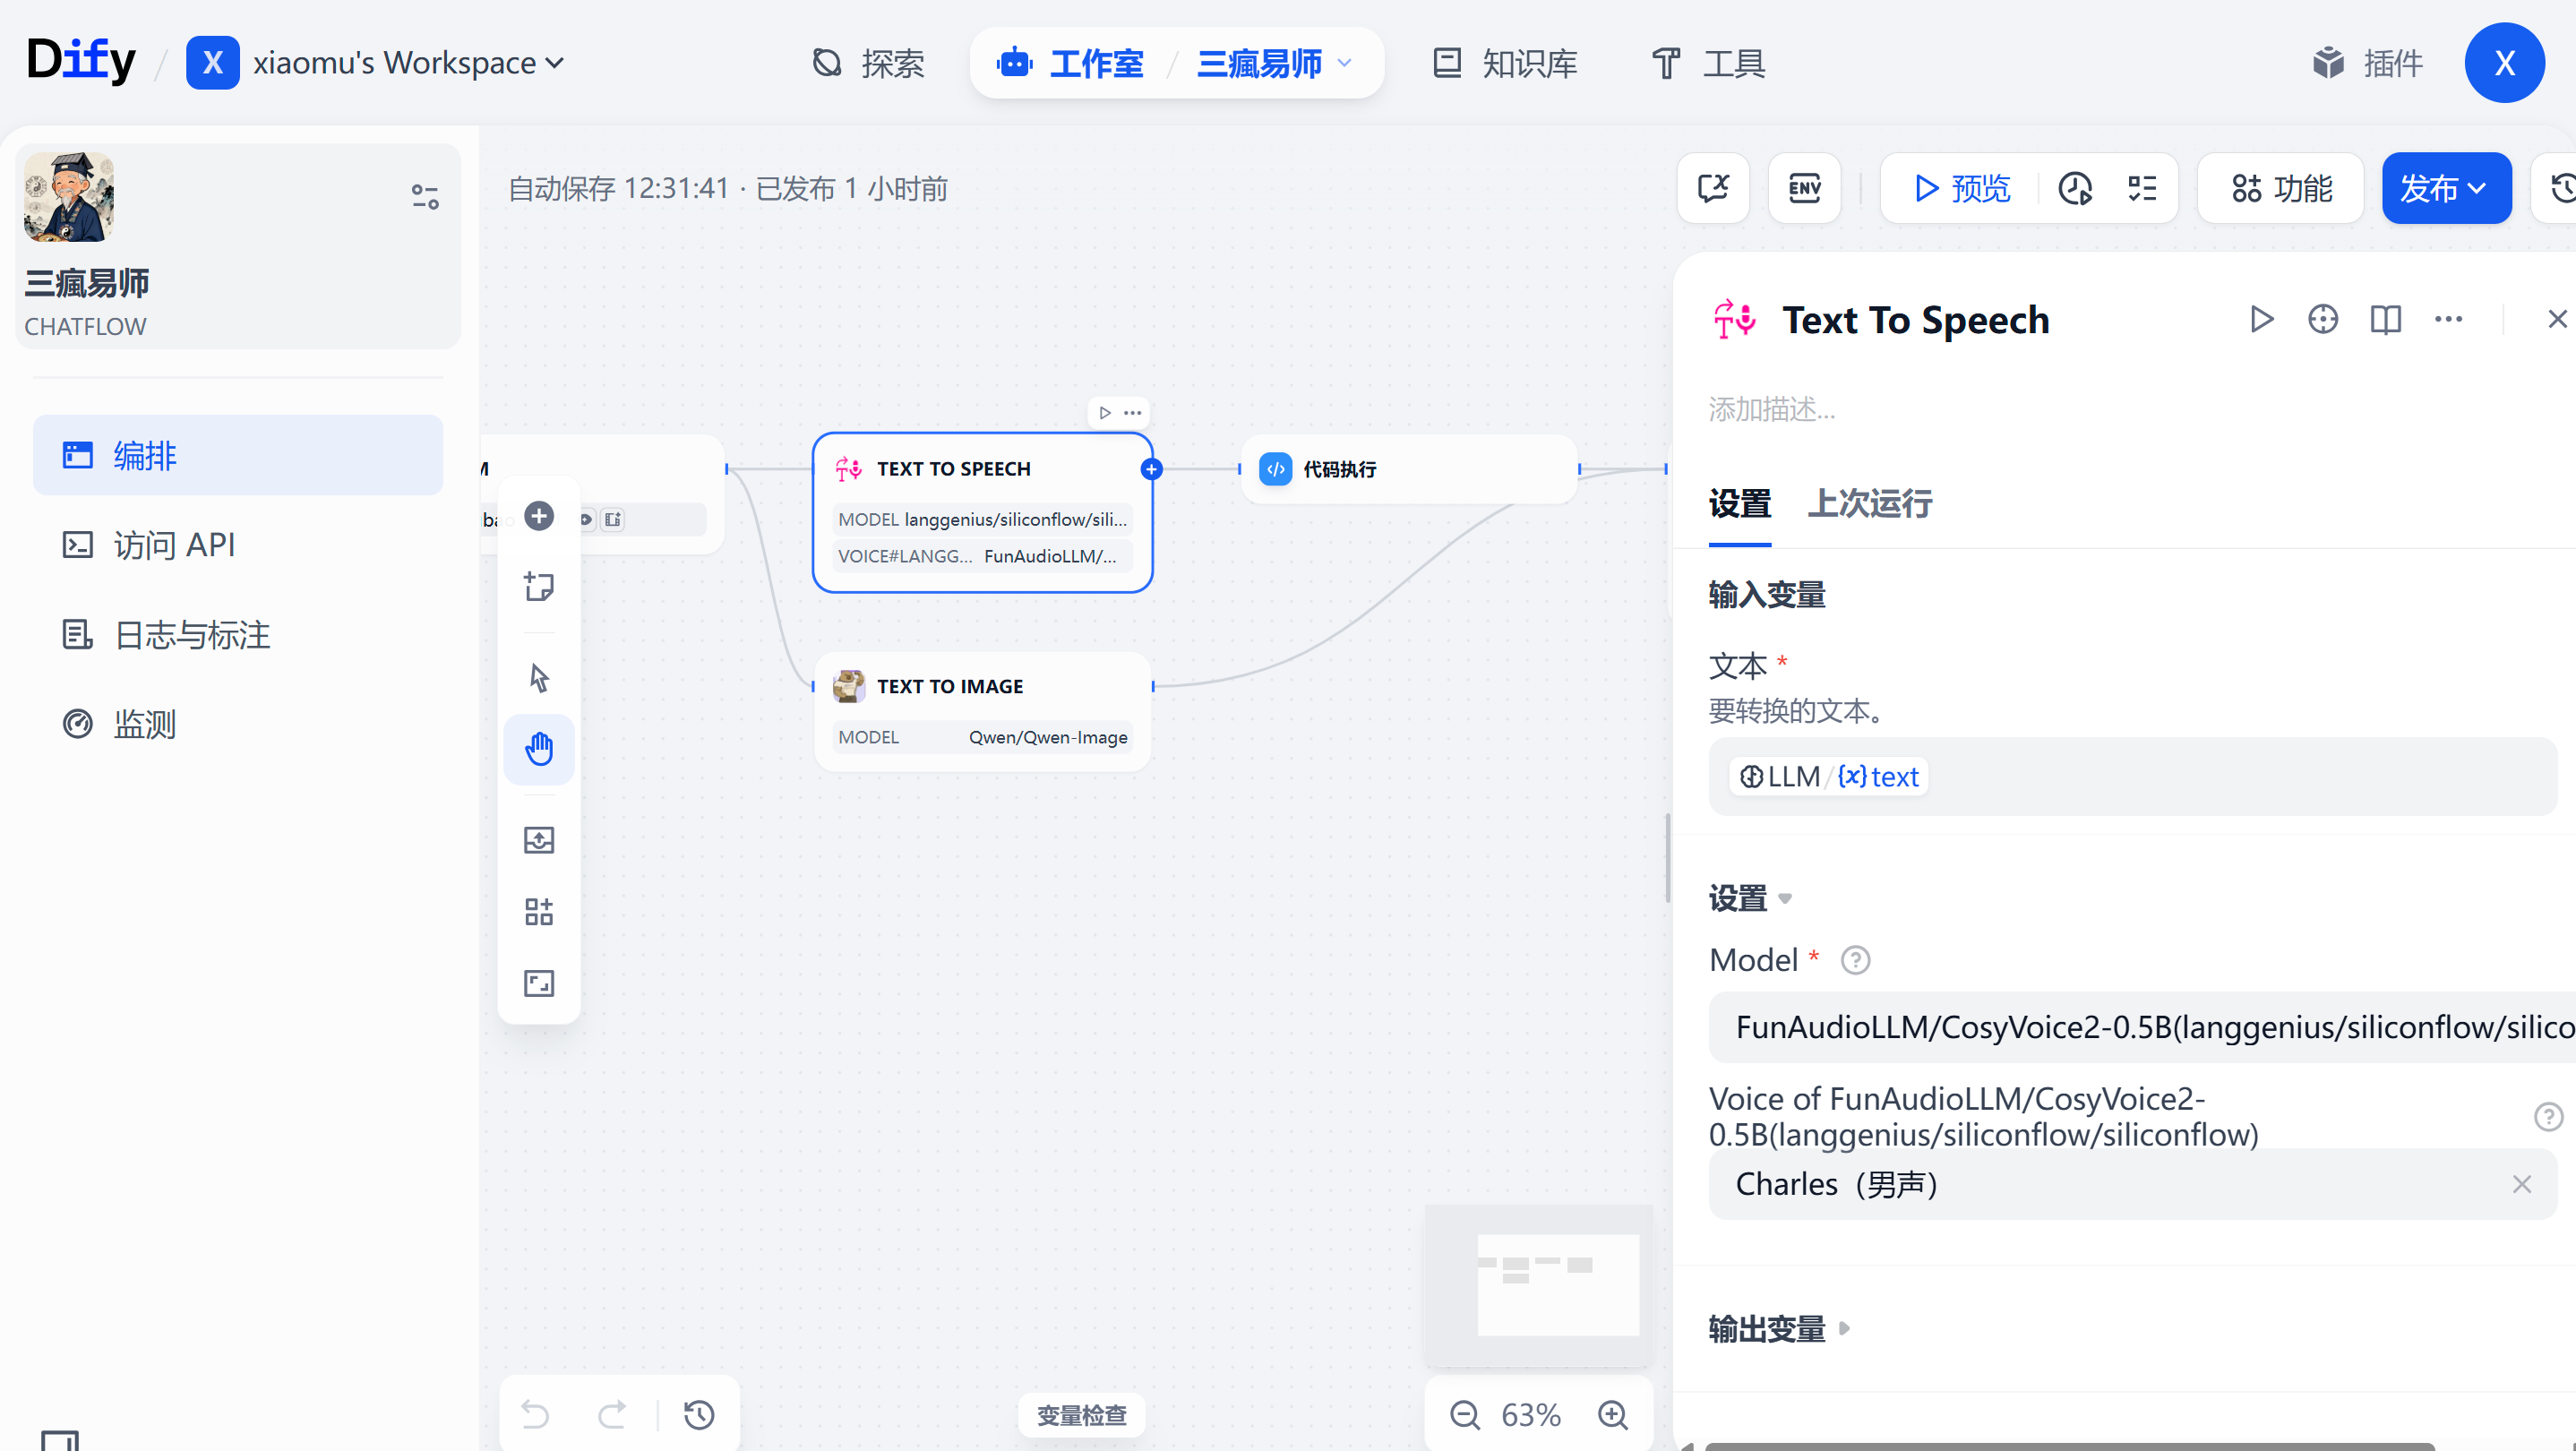 Dify / X xiaomu's Workspace 探索 工作室 / 三瘋易师 知识库 工具 插件 X
三瘋易师
CHATFLOW
编排
访问 API
日志与标注
监测
自动保存 12:31:41 · 已发布 1 小时前
ENV 预览 功能 发布
TEXT TO SPEECH
MODEL langgenius/siliconflow/sili...
VOICE#LANGG... FunAudioLLM/...
代码执行
TEXT TO IMAGE
MODEL Qwen/Qwen-Image
变量检查
63%
Text To Speech
添加描述...
设置 上次运行
输入变量
文本 *
要转换的文本。
LLM/{x}text
设置
Model *
FunAudioLLM/CosyVoice2-0.5B(langgenius/siliconflow/silico
Voice of FunAudioLLM/CosyVoice2-
0.5B(langgenius/siliconflow/siliconflow)
Charles（男声）
输出变量